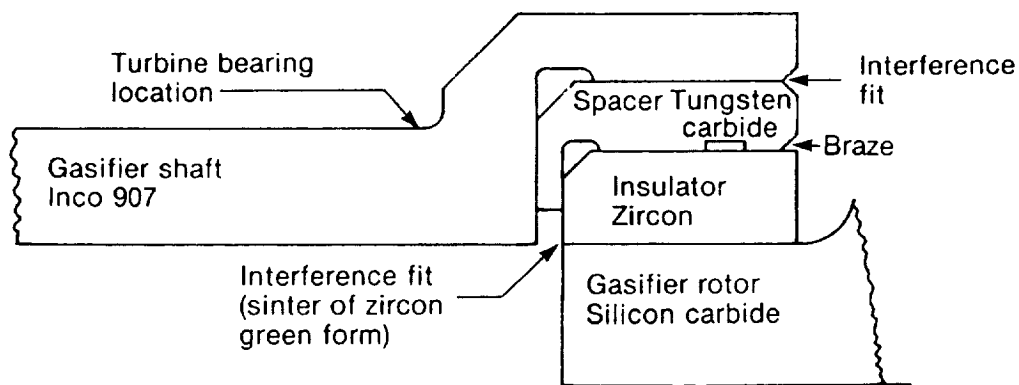 Turbine bearing
location
Interference
fit
Spacer Tungsten
carbide
Braze
Gasifier shaft
Inco 907
Insulator
Zircon
Interference fit
(sinter of zircon
green form)
Gasifier rotor
Silicon carbide